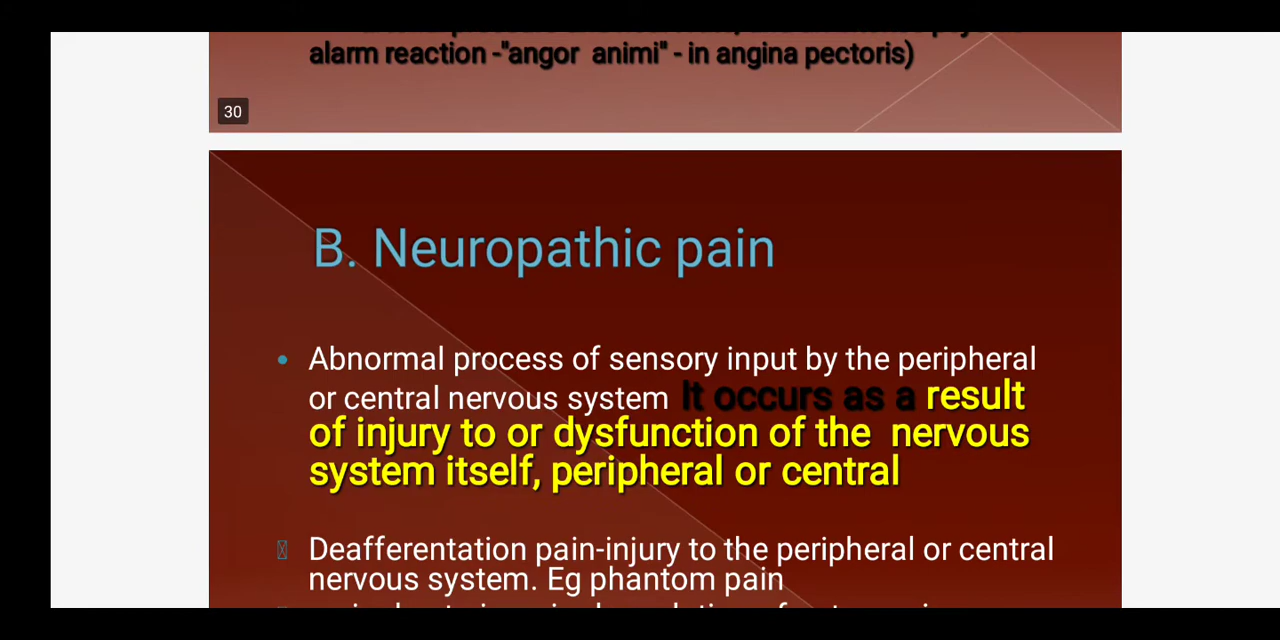 alarm reaction -"angor animi" - in angina pectoris)
30
B. Neuropathic pain
• Abnormal process of sensory input by the peripheral
or central nervous system It occurs as a result
of injury to or dysfunction of the nervous
system itself, peripheral or central
Deafferentation pain-injury to the peripheral or central
nervous system. Eg phantom pain